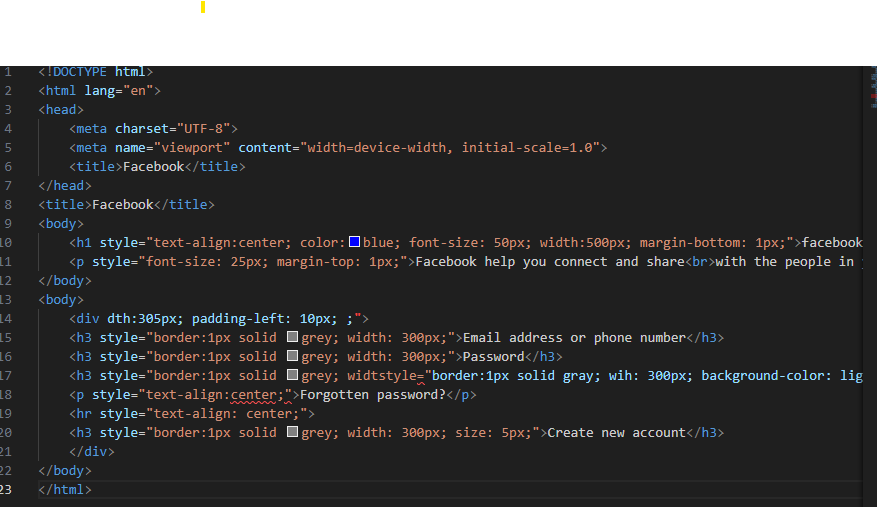 1 <!DOCTYPE html>
2 <html lang="en">
3 <head>
4 <meta charset="UTF-8">
5 <meta name="viewport" content="width=device-width, initial-scale=1.0">
6 <title>Facebook</title>
7 </head>
8 <title>Facebook</title>
9 <body>
10 <h1 style="text-align:center; color:blue; font-size: 50px; width:500px; margin-bottom: 1px;">facebook
11 <p style="font-size: 25px; margin-top: 1px;">Facebook help you connect and share<br>with the people in
12 </body>
13 <body>
14 <div dth:305px; padding-left: 10px; ;">
15 <h3 style="border:1px solid grey; width: 300px;">Email address or phone number</h3>
16 <h3 style="border:1px solid grey; width: 300px;">Password</h3>
17 <h3 style="border:1px solid grey; widtstyle="border:1px solid gray; wih: 300px; background-color: lig
18 <p style="text-align:center;">Forgotten password?</p>
19 <hr style="text-align: center;">
20 <h3 style="border:1px solid grey; width: 300px; size: 5px;">Create new account</h3>
21 </div>
22 </body>
23 </html>